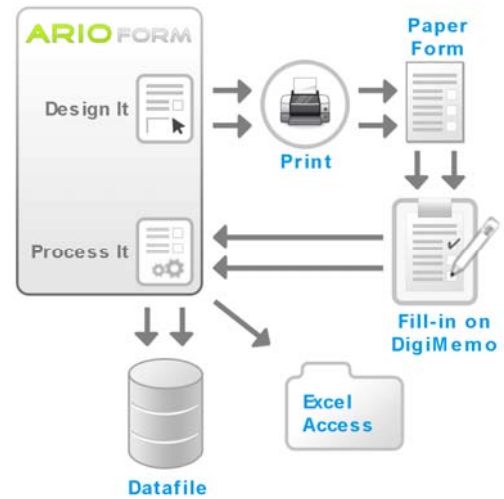 ARIO FORM
Design It
Print
Paper
Form
Process It
Fill-in on
DigiMemo
Excel
Access
Datafile